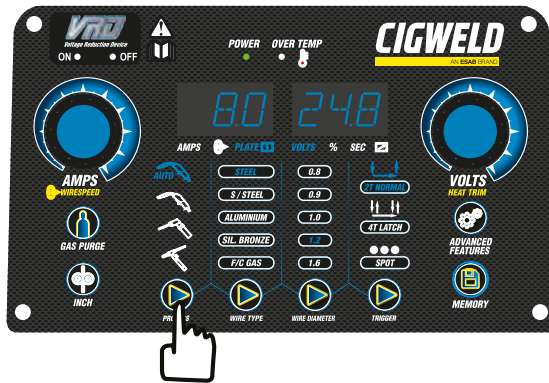 VRD
Voltage Reduction Device
ON OFF
POWER OVER TEMP
CIGWELD
AN ESAB BRAND
8.0 24.8
AMPS PLATE VOLTS % SEC
AMPS
WIRESPEED
VOLTS
HEAT TRIM
AUTO
STEEL
S / STEEL
ALUMINIUM
SIL. BRONZE
F/C GAS
0.8
0.9
1.0
1.2
1.6
2T NORMAL
4T LATCH
SPOT
GAS PURGE
INCH
ADVANCED
FEATURES
MEMORY
WIRE TYPE
WIRE DIAMETER
TRIGGER